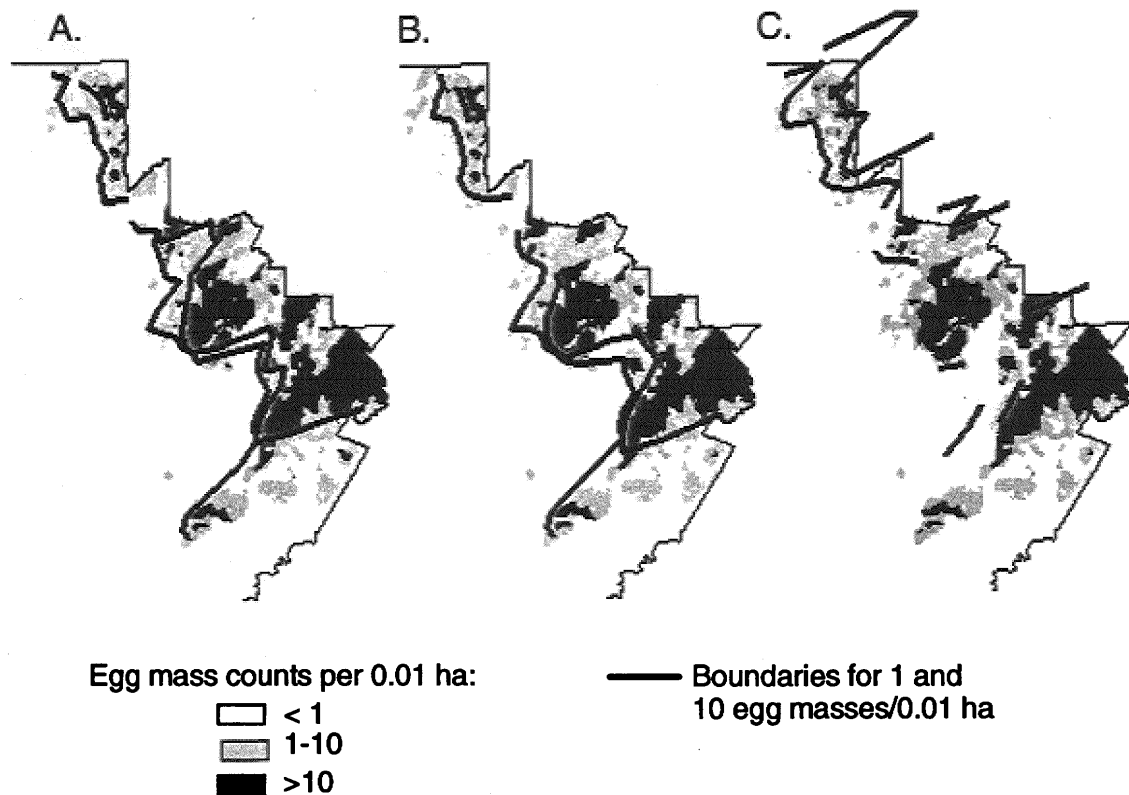 A.
B.
C.
Egg mass counts per 0.01 ha:
< 1
1-10
>10
Boundaries for 1 and
10 egg masses/0.01 ha